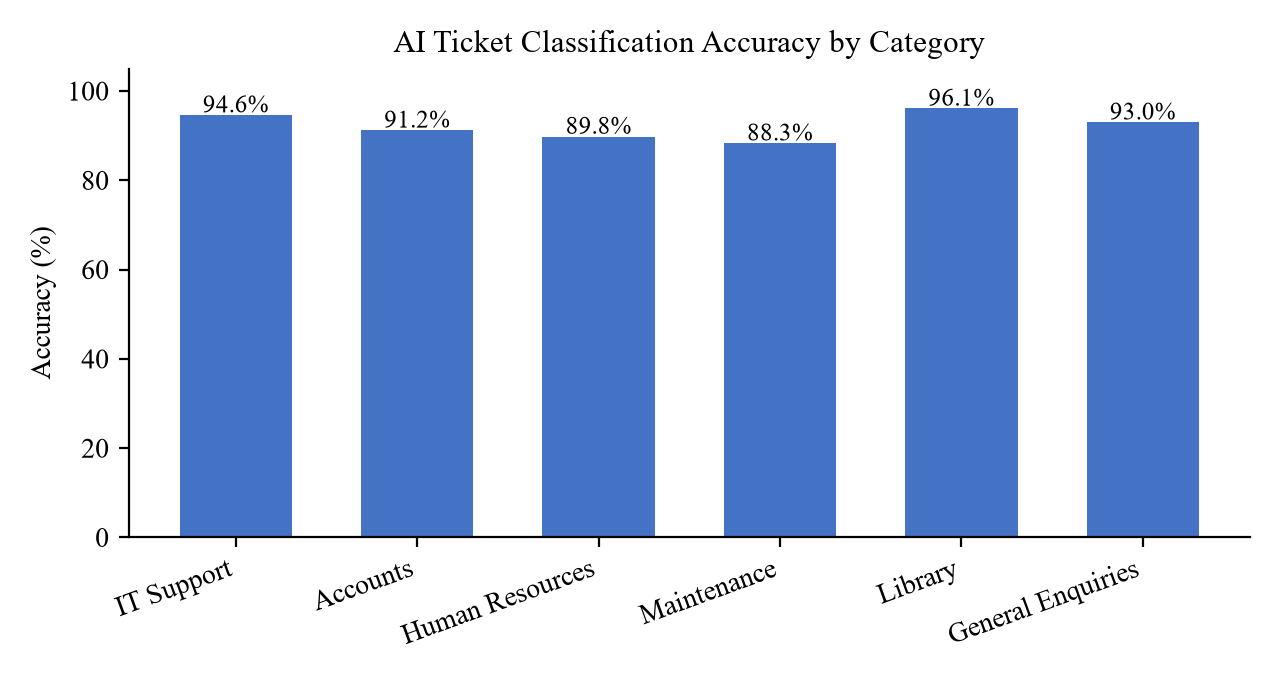 AI Ticket Classification Accuracy by Category
Accuracy (%)
100
80
60
40
20
0
94.6%
91.2%
89.8%
88.3%
96.1%
93.0%
IT Support
Accounts
Human Resources
Maintenance
Library
General Enquiries